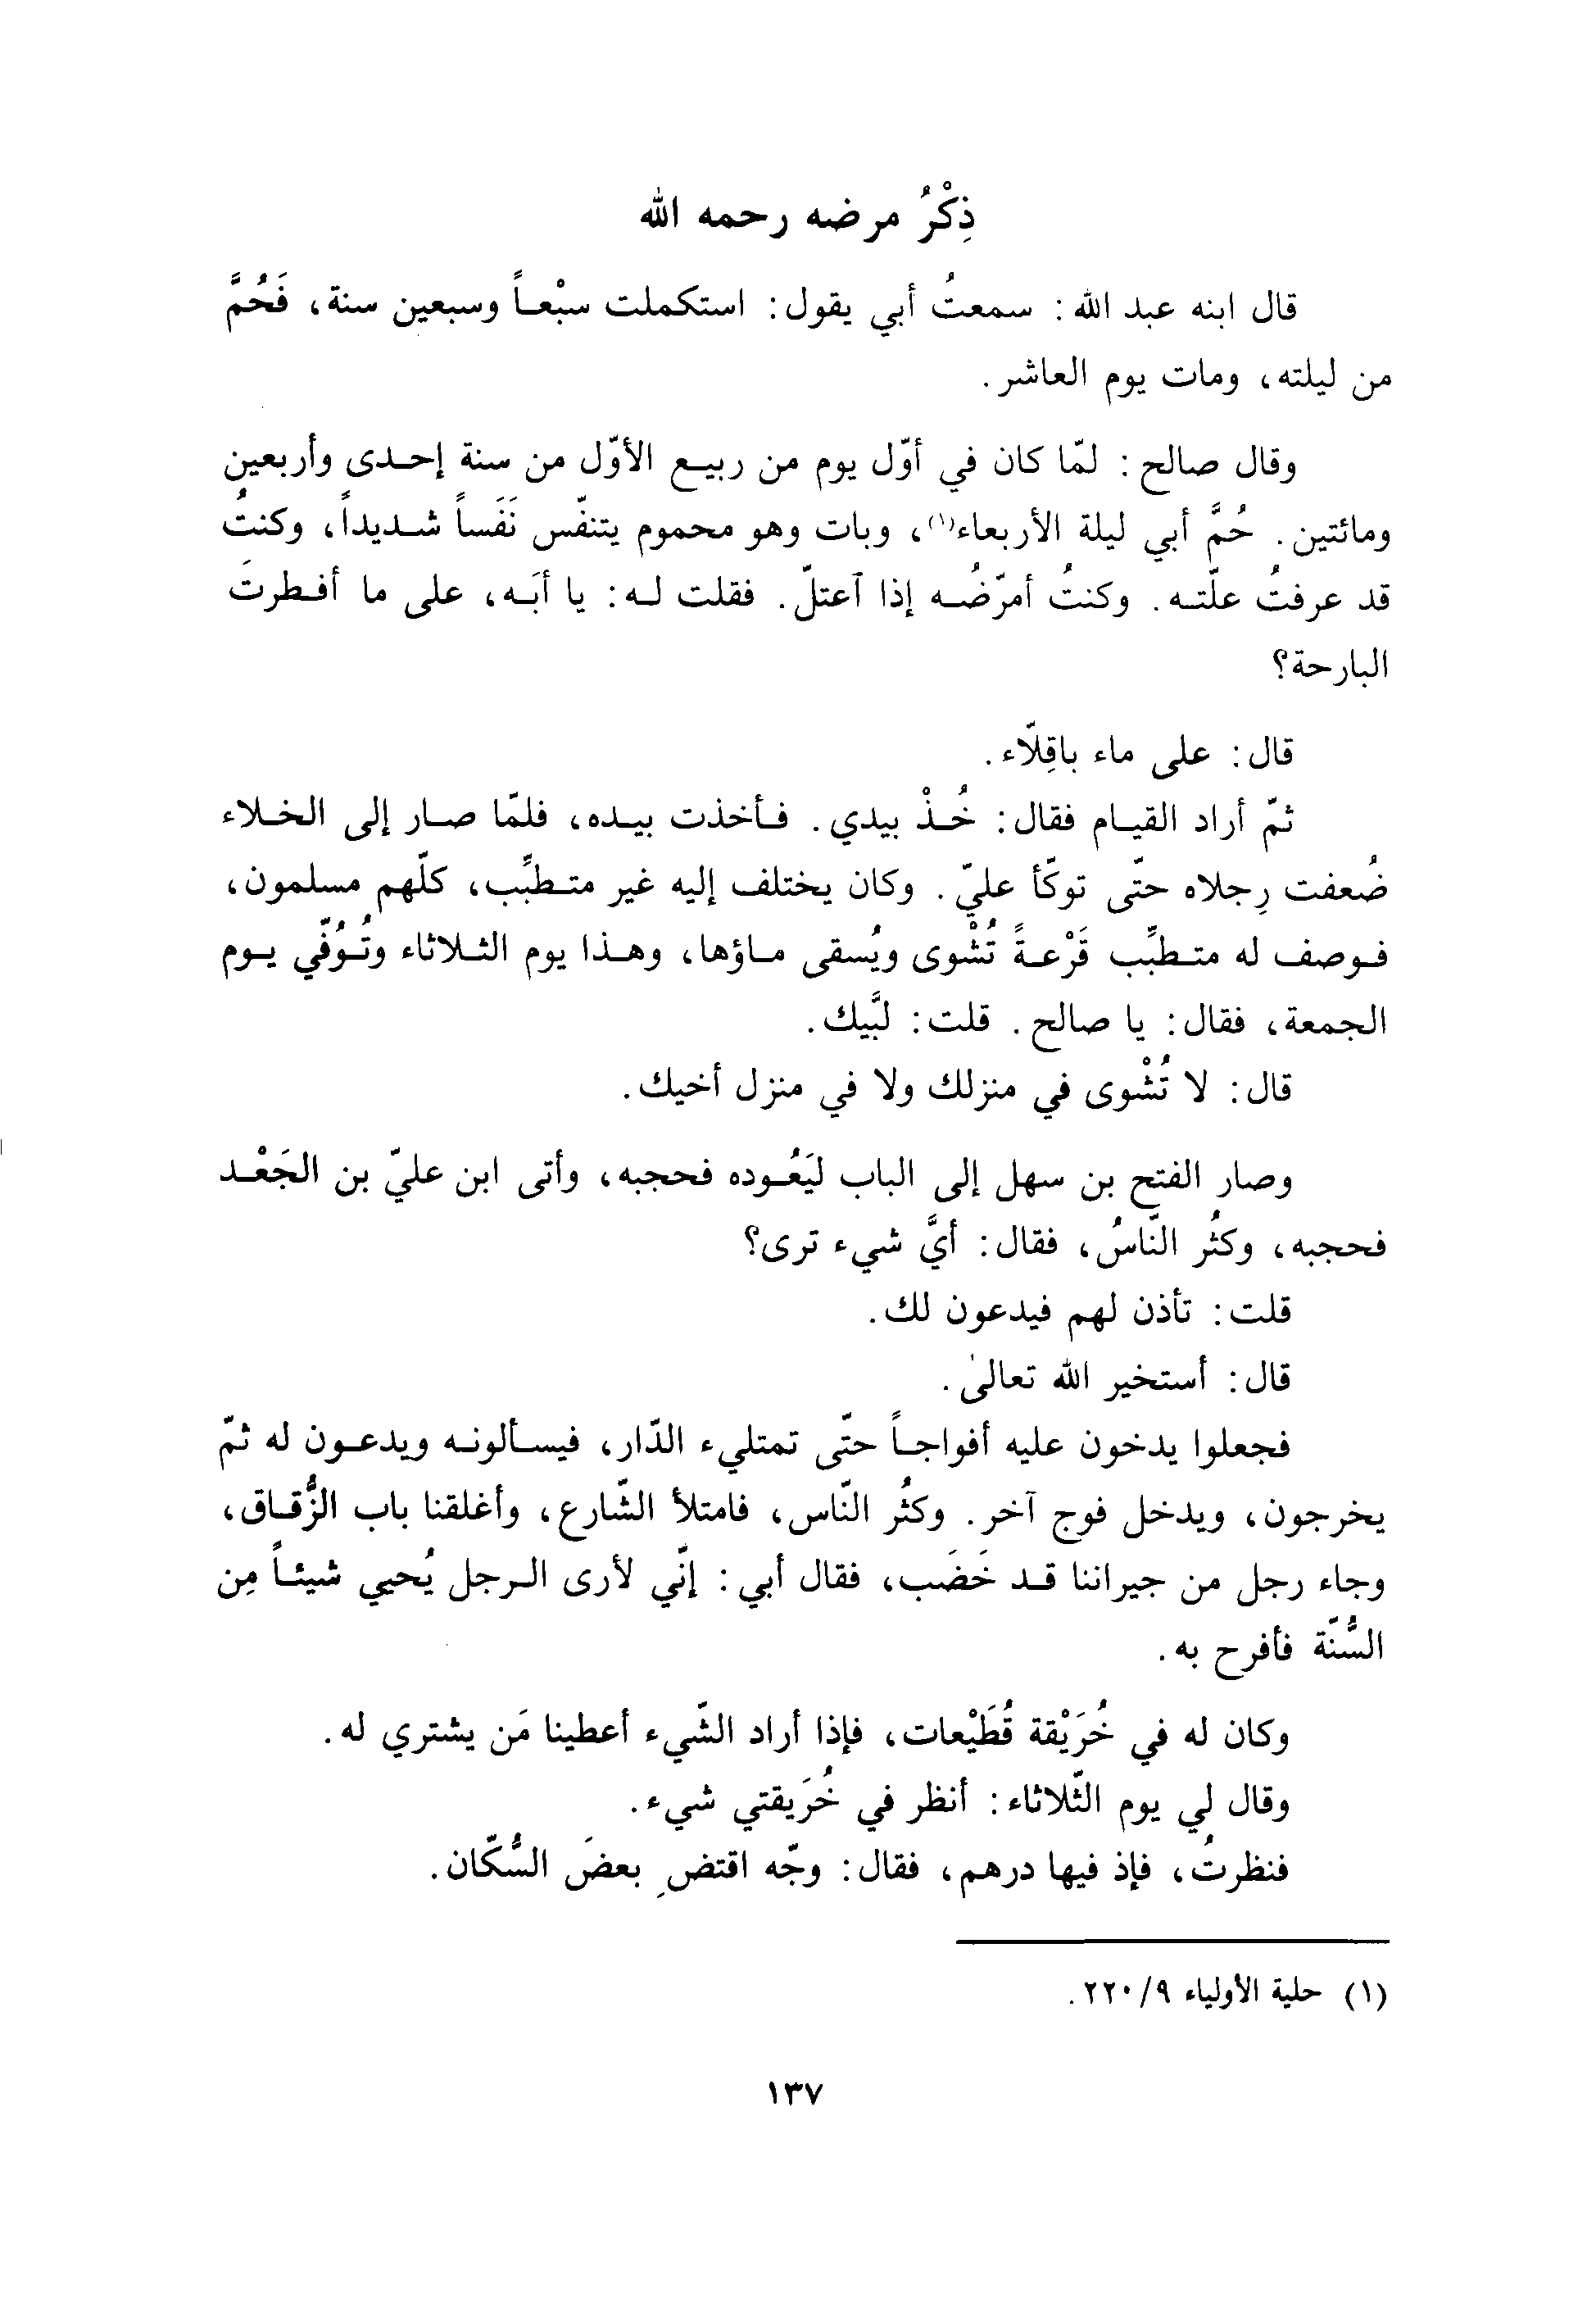 ذِكْرُ مرضه رحمه الله
قال ابنه عبد الله: سمعتُ أبي يقول: استكملت سبْعاً وسبعين سنة، فَحُمَّ
من ليلته، ومات يوم العاشر.
وقال صالح: لمّا كان في أوّل يوم من ربيع الأوّل من سنة إحدى وأربعين
ومائتين. حُمَّ أبي ليلة الأربعاء(١)، وبات وهو محموم يتنفّس نَفَساً شديداً، وكنتُ
قد عرفتُ علّته. وكنتُ أمرّضُه إذا آعتلّ. فقلت له: يا أبَه، على ما أفطرتَ
البارحة؟
قال: على ماء باقِلّاء.
ثمّ أراد القيام فقال: خُذْ بيدي. فأخذت بيده، فلمّا صار إلى الخلاء
ضُعفت رِجلاه حتّى توكّأ عليّ. وكان يختلف إليه غير متطبِّب، كلّهم مسلمون،
فوصف له متطبِّب قَرْعةً تُشْوى ويُسقى ماؤها، وهذا يوم الثلاثاء وتُوُفّي يوم
الجمعة، فقال: يا صالح. قلت: لبَّيك.
قال: لا تُشْوى في منزلك ولا في منزل أخيك.
وصار الفتح بن سهل إلى الباب ليَعُوده فحجبه، وأتى ابن عليّ بن الجَعْد
فحجبه، وكثُر النّاسُ، فقال: أيَّ شيء ترى؟
قلت: تأذن لهم فيدعون لك.
قال: أستخير الله تعالىٰ.
فجعلوا يدخون عليه أفواجاً حتّى تمتليء الدّار، فيسألونه ويدعون له ثمّ
يخرجون، ويدخل فوج آخر. وكثُر النّاس، فامتلأ الشّارع، وأغلقنا باب الزُّقاق،
وجاء رجل من جيراننا قد خَضَب، فقال أبي: إنّي لأرى الرجل يُحيي شيئاً مِن
السُّنّة فأفرح به.
وكان له في خُرَيْقة قُطَيْعات، فإذا أراد الشّيء أعطينا مَن يشتري له.
وقال لي يوم الثّلاثاء: أنظر في خُرَيقتي شيء.
فنظرتُ، فإذ فيها درهم، فقال: وجّه اقتضِ بعضَ السُّكّان.
(١) حلية الأولياء ٢٢٠/٩.
١٣٧